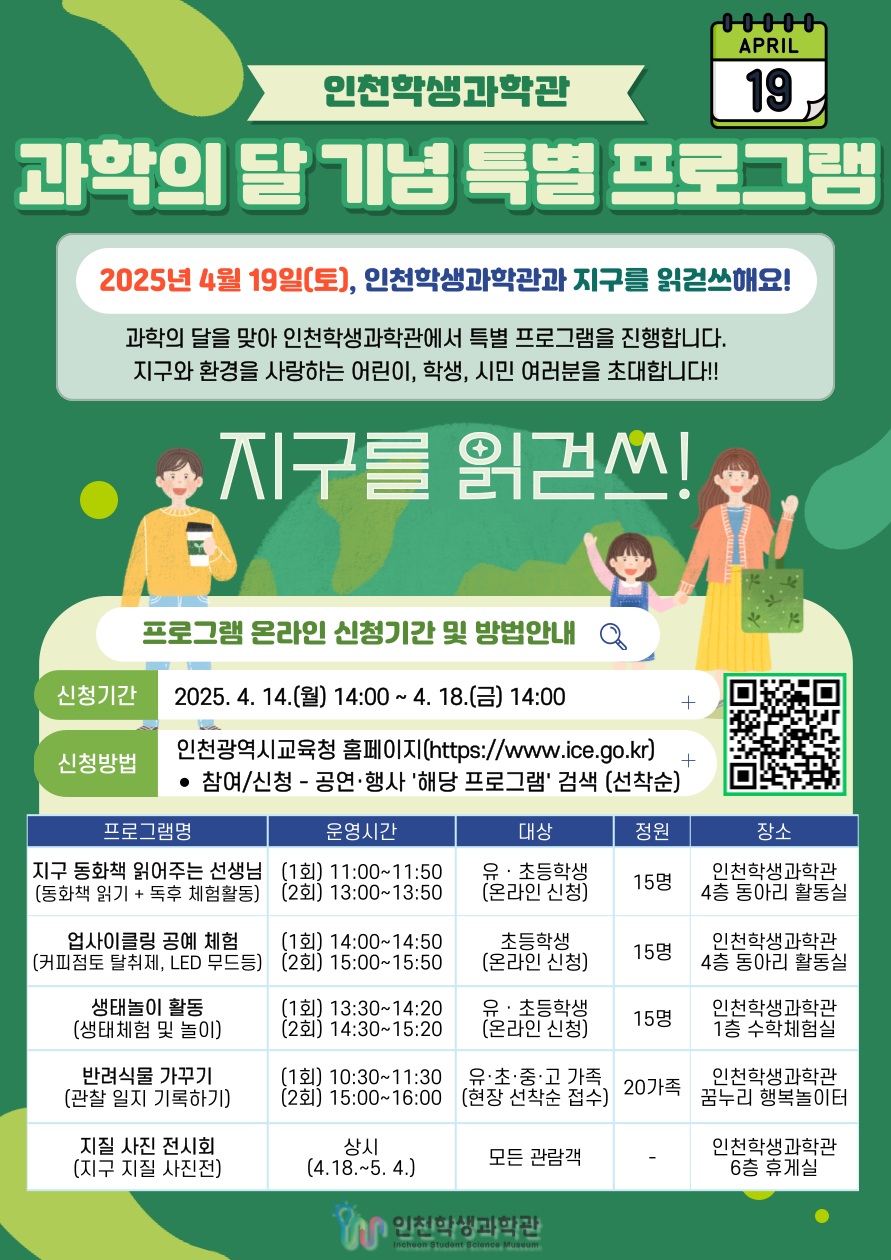 APRIL
19
인천학생과학관
과학의 달 기념 특별 프로그램
2025년 4월 19일(토), 인천학생과학관과 지구를 읽걷쓰해요!
과학의 달을 맞아 인천학생과학관에서 특별 프로그램을 진행합니다.
지구와 환경을 사랑하는 어린이, 학생, 시민 여러분을 초대합니다!!
지구를 읽걷쓰!
프로그램 온라인 신청기간 및 방법안내
신청기간
2025. 4. 14.(월) 14:00 ~ 4. 18.(금) 14:00
신청방법
인천광역시교육청 홈페이지(https://www.ice.go.kr)
• 참여/신청 - 공연·행사 '해당 프로그램' 검색 (선착순)
프로그램명 운영시간 대상 정원 장소
지구 동화책 읽어주는 선생님
(동화책 읽기 + 독후 체험활동)
(1회) 11:00~11:50
(2회) 13:00~13:50
유 · 초등학생
(온라인 신청)
15명
인천학생과학관
4층 동아리 활동실
업사이클링 공예 체험
(커피점토 탈취제, LED 무드등)
(1회) 14:00~14:50
(2회) 15:00~15:50
초등학생
(온라인 신청)
15명
인천학생과학관
4층 동아리 활동실
생태놀이 활동
(생태체험 및 놀이)
(1회) 13:30~14:20
(2회) 14:30~15:20
유 · 초등학생
(온라인 신청)
15명
인천학생과학관
1층 수학체험실
반려식물 가꾸기
(관찰 일지 기록하기)
(1회) 10:30~11:30
(2회) 15:00~16:00
유·초·중·고 가족
(현장 선착순 접수)
20가족
인천학생과학관
꿈누리 행복놀이터
지질 사진 전시회
(지구 지질 사진전)
상시
(4.18.~5. 4.)
모든 관람객
-
인천학생과학관
6층 휴게실
인천학생과학관
Incheon Student Science Museum